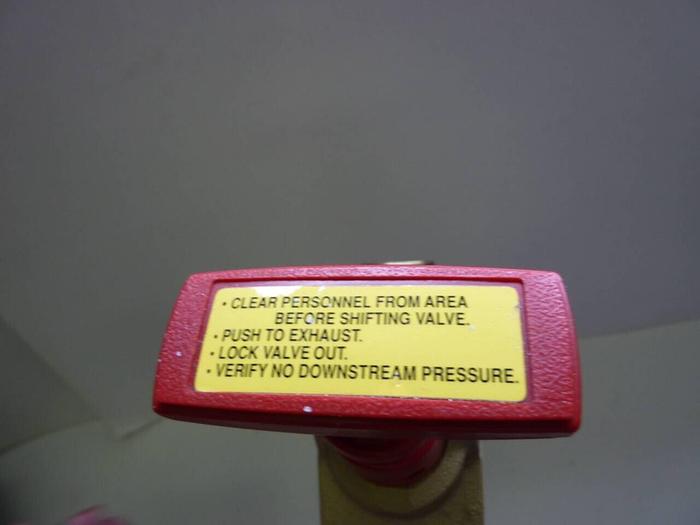 • CLEAR PERSONNEL FROM AREA
BEFORE SHIFTING VALVE.
• PUSH TO EXHAUST.
• LOCK VALVE OUT.
• VERIFY NO DOWNSTREAM PRESSURE.